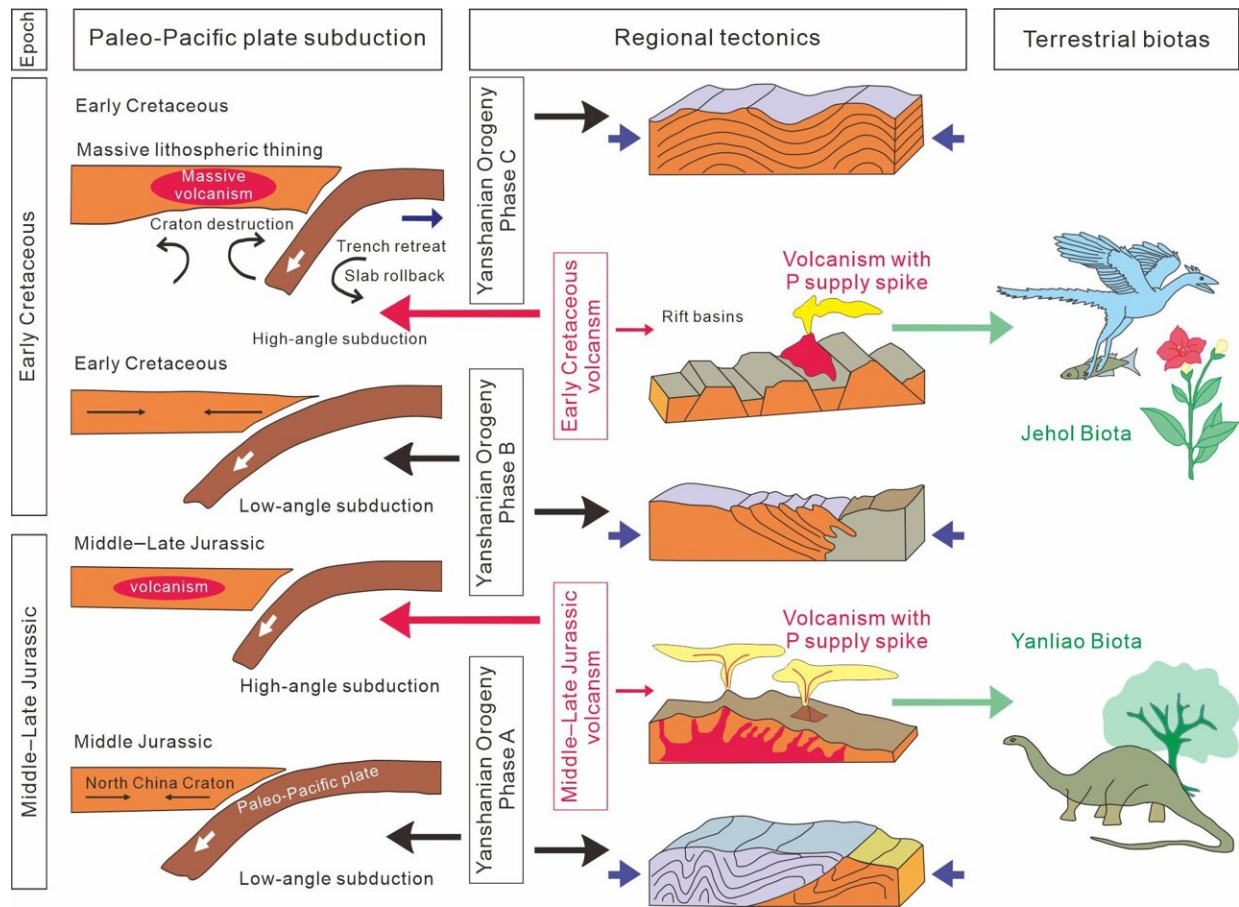 Epoch
Paleo-Pacific plate subduction
Regional tectonics
Terrestrial biotas
Early Cretaceous
Early Cretaceous
Massive lithospheric thining
Massive
volcanism
Craton destruction
Trench retreat
Slab rollback
High-angle subduction
Yanshanian Orogeny
Phase C
Early Cretaceous
volcansm
Rift basins
Volcanism with
P supply spike
Jehol Biota
Early Cretaceous
Low-angle subduction
Yanshanian Orogeny
Phase B
Middle–Late Jurassic
Middle–Late Jurassic
volcanism
High-angle subduction
Middle–Late Jurassic
volcansm
Volcanism with
P supply spike
Yanliao Biota
Middle Jurassic
North China Craton
Paleo-Pacific plate
Low-angle subduction
Yanshanian Orogeny
Phase A